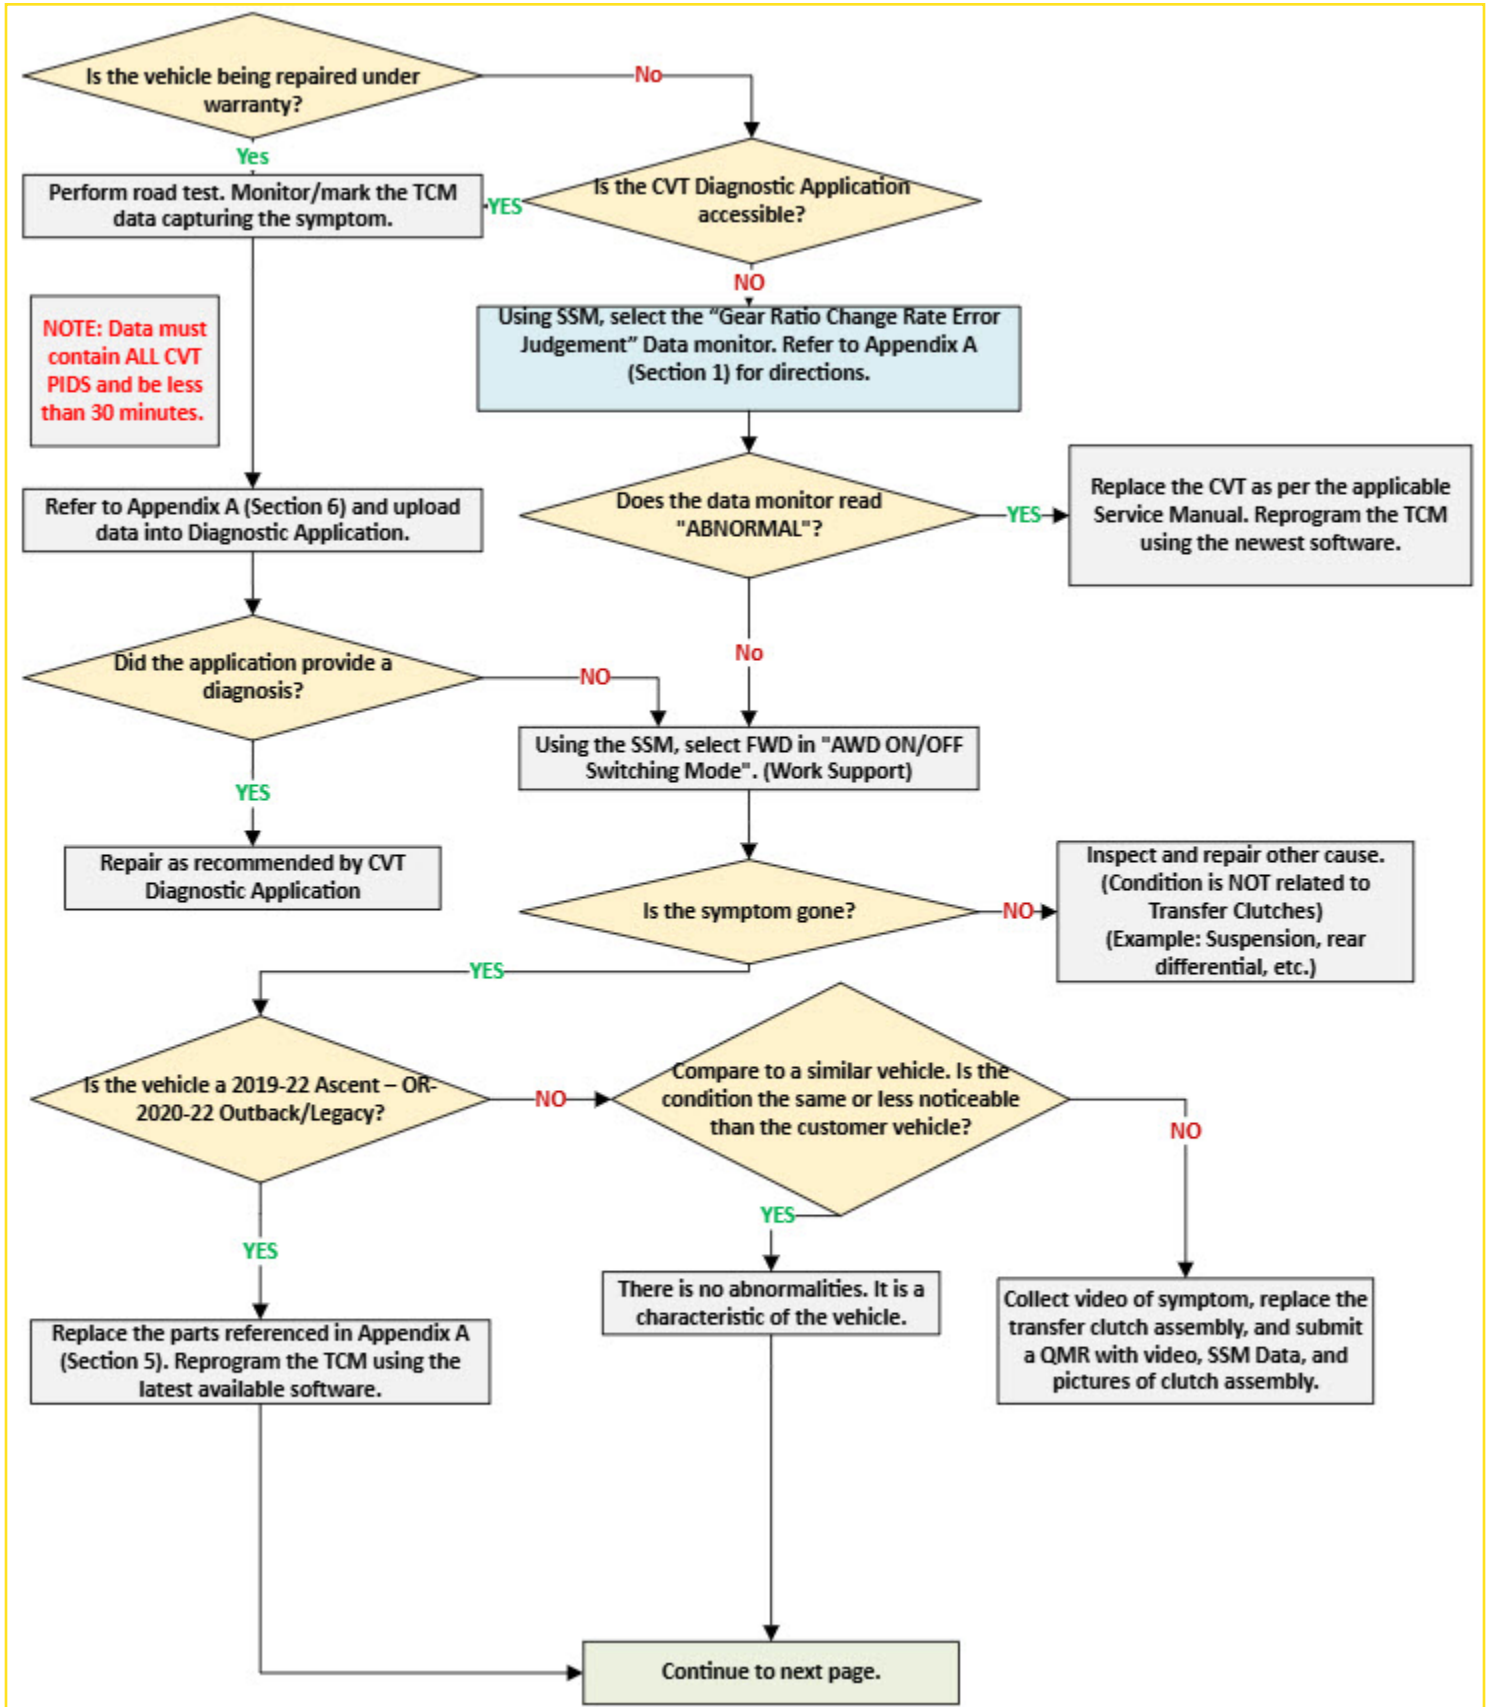 Is the vehicle being repaired under
warranty?
No
Yes
Perform road test. Monitor/mark the TCM
data capturing the symptom.
YES
Is the CVT Diagnostic Application
accessible?
NO
NOTE: Data must
contain ALL CVT
PIDS and be less
than 30 minutes.
Using SSM, select the “Gear Ratio Change Rate Error
Judgement” Data monitor. Refer to Appendix A
(Section 1) for directions.
Refer to Appendix A (Section 6) and upload
data into Diagnostic Application.
Does the data monitor read
"ABNORMAL"?
YES
Replace the CVT as per the applicable
Service Manual. Reprogram the TCM
using the newest software.
No
Did the application provide a
diagnosis?
NO
YES
Using the SSM, select FWD in "AWD ON/OFF
Switching Mode". (Work Support)
Repair as recommended by CVT
Diagnostic Application
Is the symptom gone?
NO
Inspect and repair other cause.
(Condition is NOT related to
Transfer Clutches)
(Example: Suspension, rear
differential, etc.)
YES
Is the vehicle a 2019-22 Ascent – OR-
2020-22 Outback/Legacy?
NO
Compare to a similar vehicle. Is the
condition the same or less noticeable
than the customer vehicle?
NO
YES
YES
Replace the parts referenced in Appendix A
(Section 5). Reprogram the TCM using the
latest available software.
There is no abnormalities. It is a
characteristic of the vehicle.
Collect video of symptom, replace the
transfer clutch assembly, and submit
a QMR with video, SSM Data, and
pictures of clutch assembly.
Continue to next page.